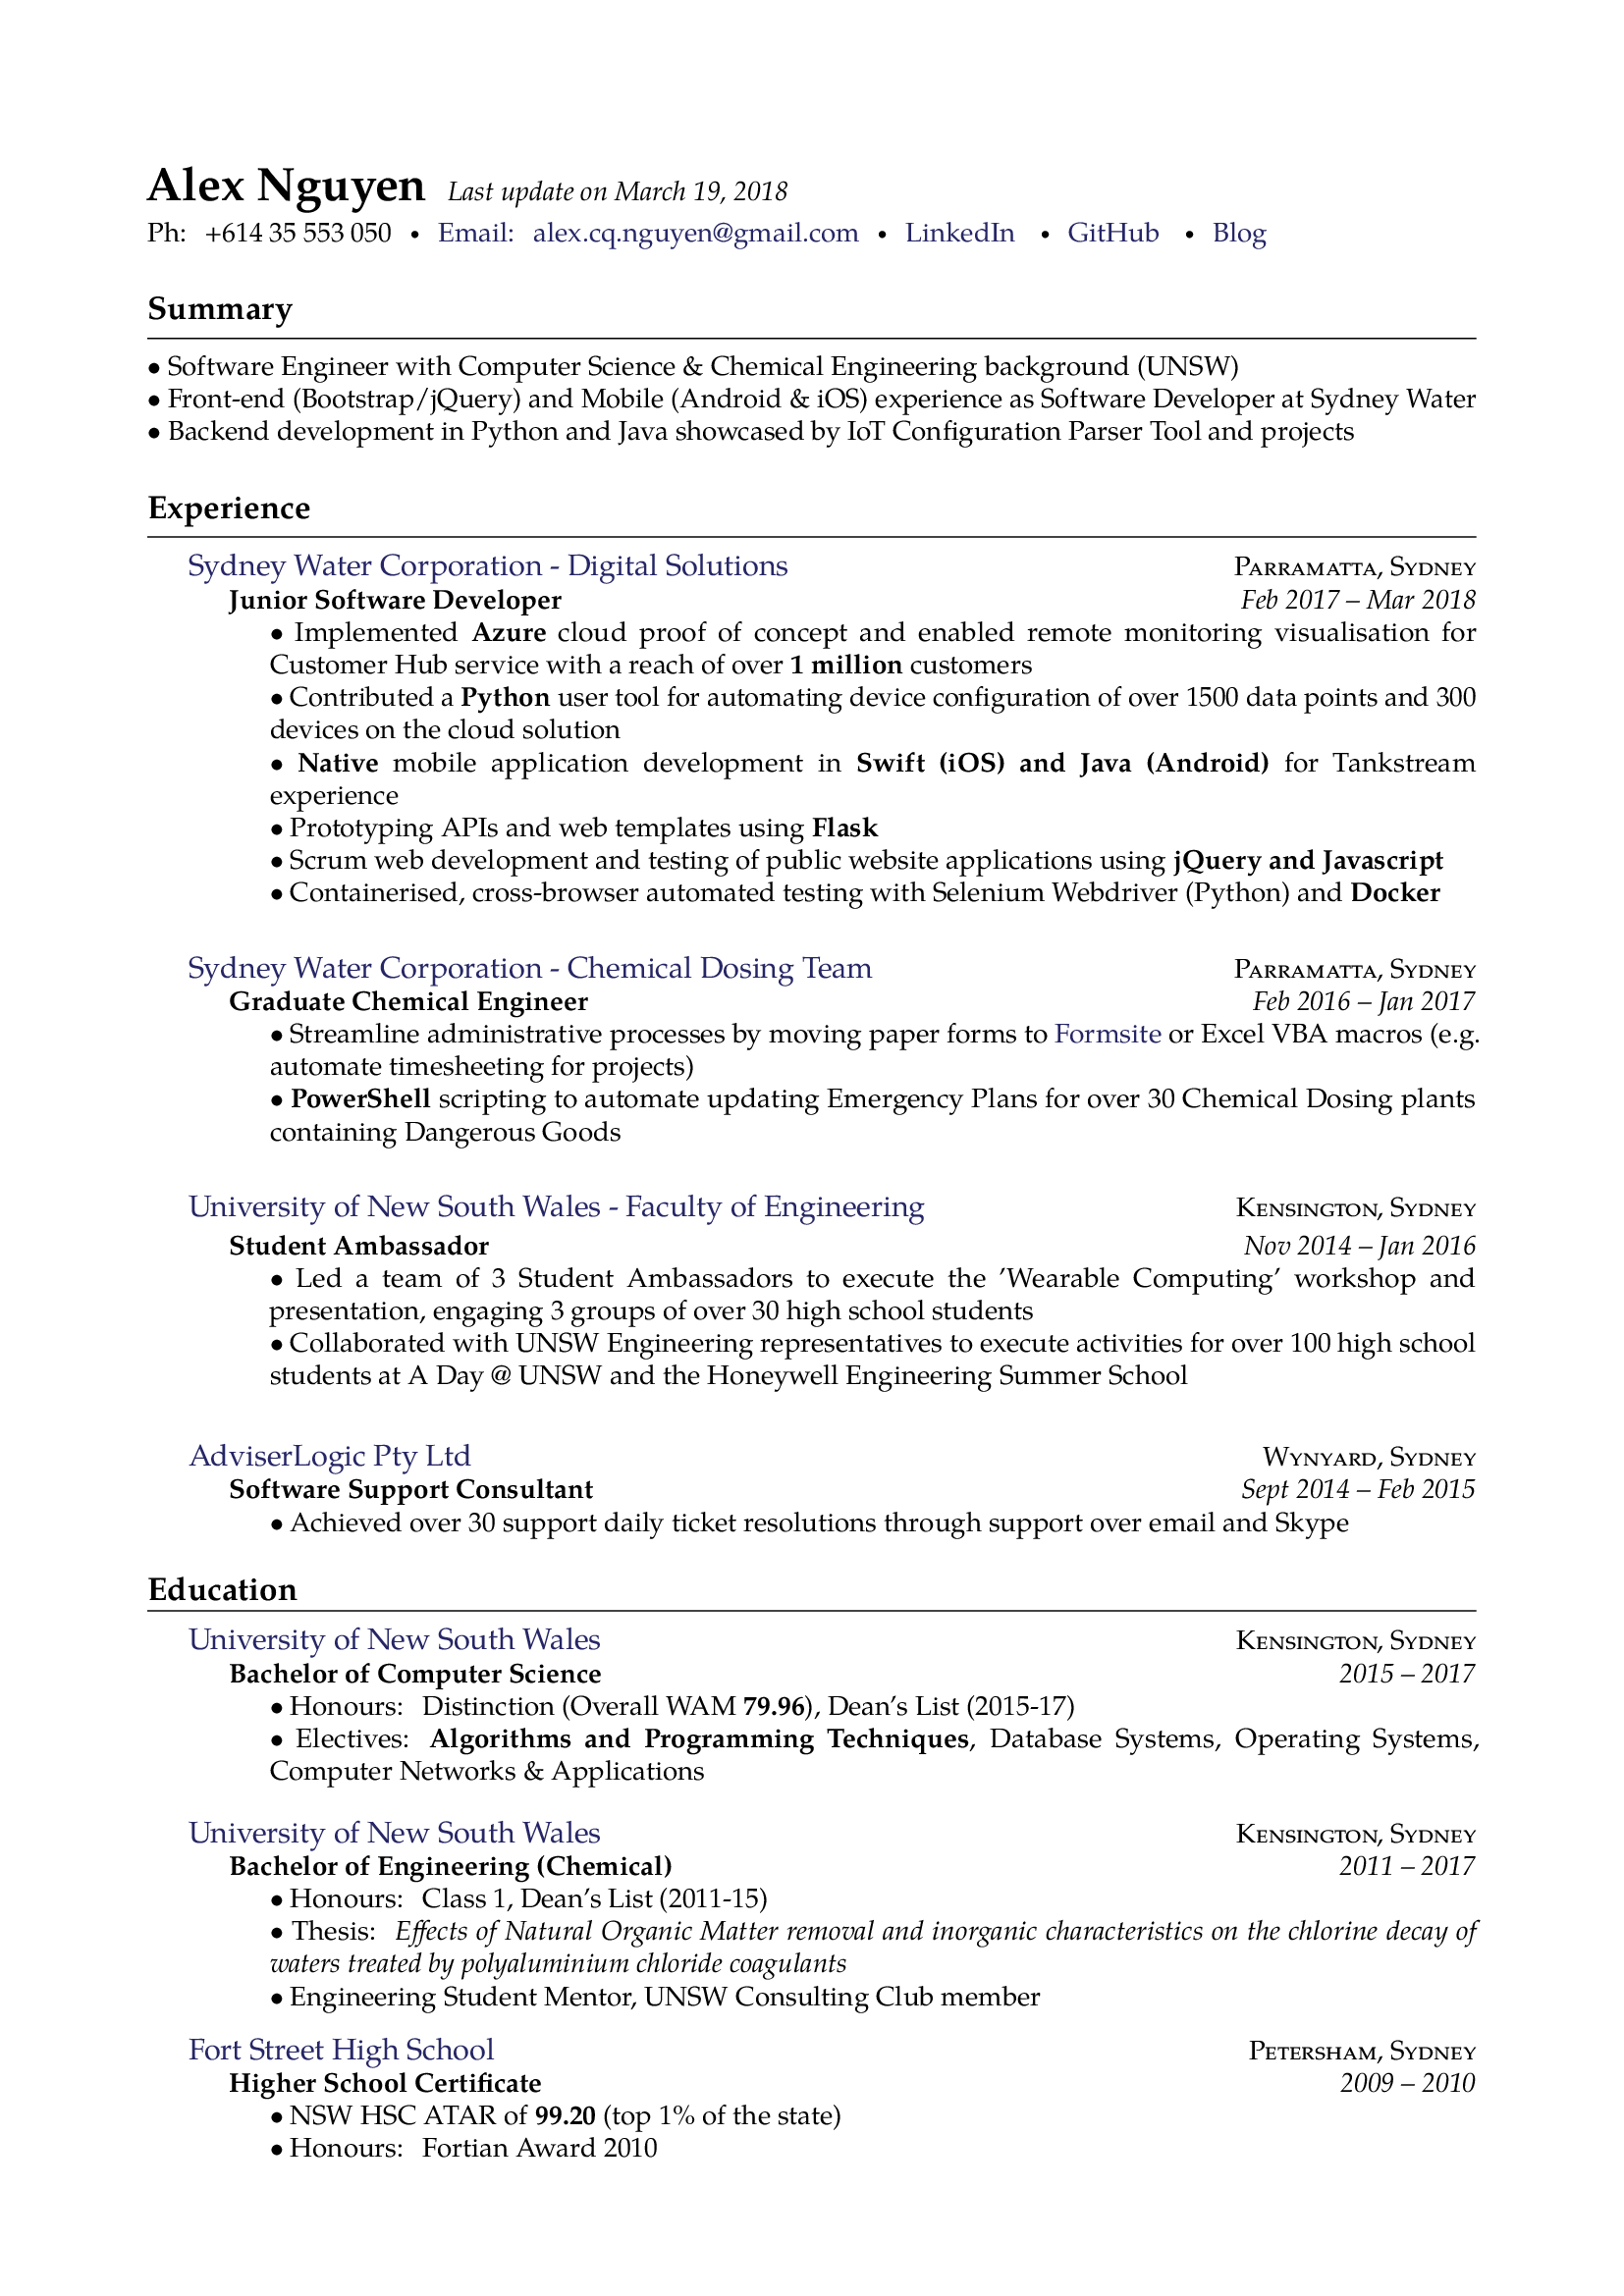 Alex Nguyen Last update on March 19, 2018
Ph: +614 35 553 050 • Email: alex.cq.nguyen@gmail.com • LinkedIn • GitHub • Blog
Summary
• Software Engineer with Computer Science & Chemical Engineering background (UNSW)
• Front-end (Bootstrap/jQuery) and Mobile (Android & iOS) experience as Software Developer at Sydney Water
• Backend development in Python and Java showcased by IoT Configuration Parser Tool and projects
Experience
Sydney Water Corporation - Digital Solutions Parramatta, Sydney
Junior Software Developer Feb 2017 – Mar 2018
• Implemented Azure cloud proof of concept and enabled remote monitoring visualisation for
Customer Hub service with a reach of over 1 million customers
• Contributed a Python user tool for automating device configuration of over 1500 data points and 300
devices on the cloud solution
• Native mobile application development in Swift (iOS) and Java (Android) for Tankstream
experience
• Prototyping APIs and web templates using Flask
• Scrum web development and testing of public website applications using jQuery and Javascript
• Containerised, cross-browser automated testing with Selenium Webdriver (Python) and Docker
Sydney Water Corporation - Chemical Dosing Team Parramatta, Sydney
Graduate Chemical Engineer Feb 2016 – Jan 2017
• Streamline administrative processes by moving paper forms to Formsite or Excel VBA macros (e.g.
automate timesheeting for projects)
• PowerShell scripting to automate updating Emergency Plans for over 30 Chemical Dosing plants
containing Dangerous Goods
University of New South Wales - Faculty of Engineering Kensington, Sydney
Student Ambassador Nov 2014 – Jan 2016
• Led a team of 3 Student Ambassadors to execute the ’Wearable Computing’ workshop and
presentation, engaging 3 groups of over 30 high school students
• Collaborated with UNSW Engineering representatives to execute activities for over 100 high school
students at A Day @ UNSW and the Honeywell Engineering Summer School
AdviserLogic Pty Ltd Wynyard, Sydney
Software Support Consultant Sept 2014 – Feb 2015
• Achieved over 30 support daily ticket resolutions through support over email and Skype
Education
University of New South Wales Kensington, Sydney
Bachelor of Computer Science 2015 – 2017
• Honours: Distinction (Overall WAM 79.96), Dean’s List (2015-17)
• Electives: Algorithms and Programming Techniques, Database Systems, Operating Systems,
Computer Networks & Applications
University of New South Wales Kensington, Sydney
Bachelor of Engineering (Chemical) 2011 – 2017
• Honours: Class 1, Dean’s List (2011-15)
• Thesis: Effects of Natural Organic Matter removal and inorganic characteristics on the chlorine decay of
waters treated by polyaluminium chloride coagulants
• Engineering Student Mentor, UNSW Consulting Club member
Fort Street High School Petersham, Sydney
Higher School Certificate 2009 – 2010
• NSW HSC ATAR of 99.20 (top 1% of the state)
• Honours: Fortian Award 2010